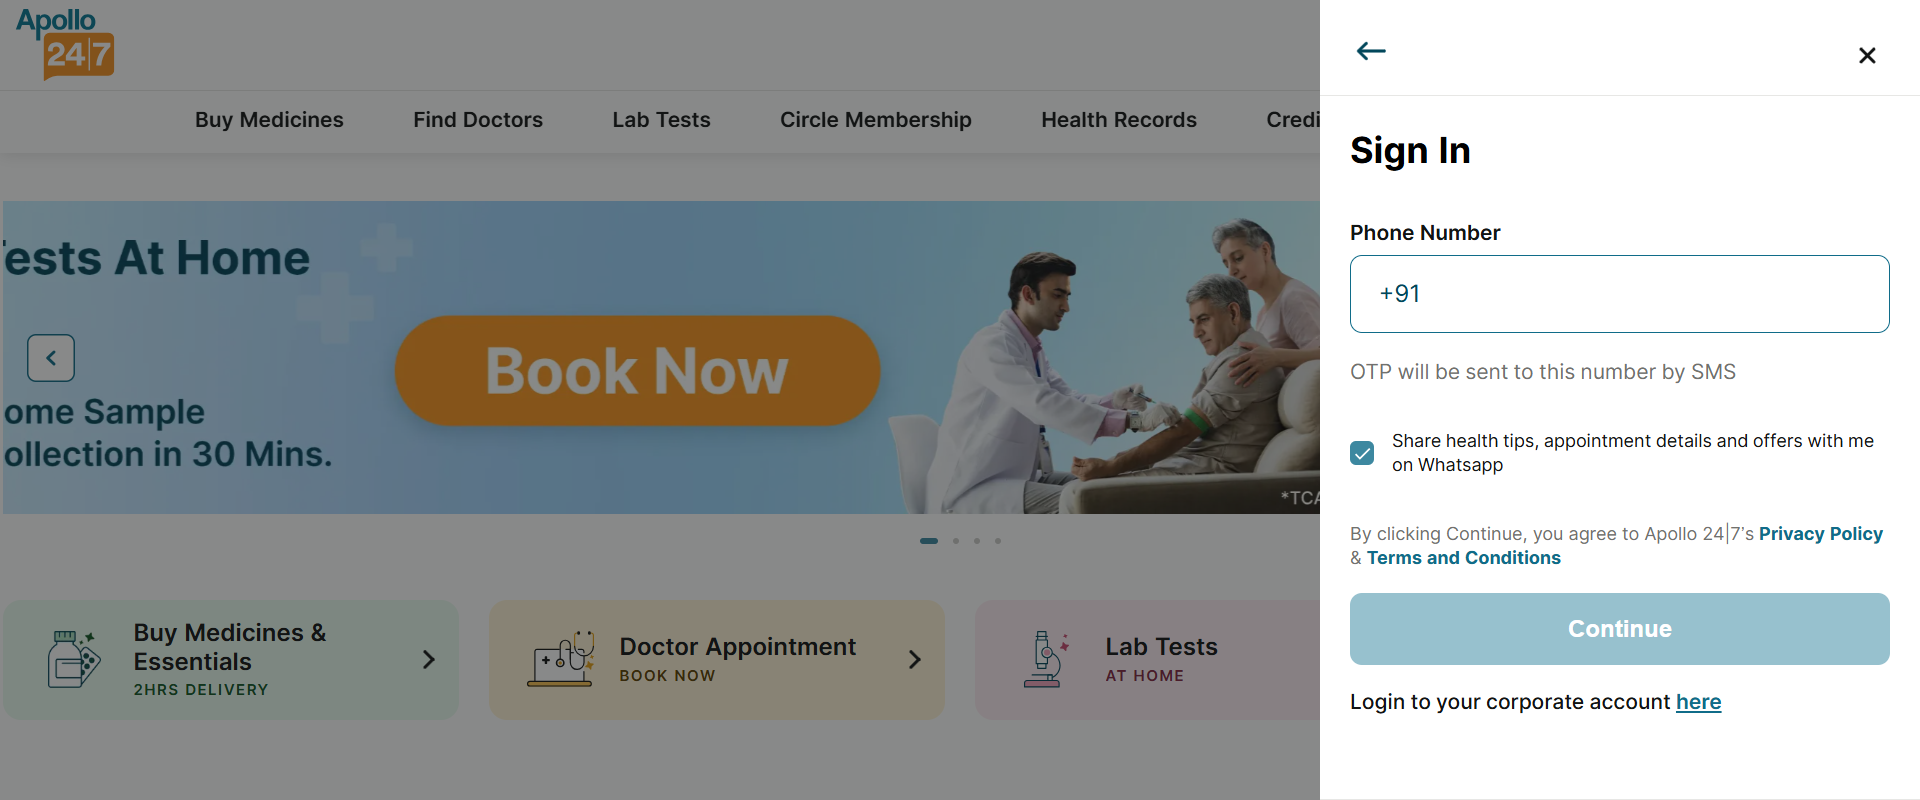 Apollo
24|7
Buy Medicines
Find Doctors
Lab Tests
Circle Membership
Health Records
Credi
ests At Home
Book Now
ome Sample
ollection in 30 Mins.
*TCA
Buy Medicines &
Essentials
2HRS DELIVERY
Doctor Appointment
BOOK NOW
Lab Tests
AT HOME
Sign In
Phone Number
+91
OTP will be sent to this number by SMS
Share health tips, appointment details and offers with me
on Whatsapp
By clicking Continue, you agree to Apollo 24|7's Privacy Policy
& Terms and Conditions
Continue
Login to your corporate account here